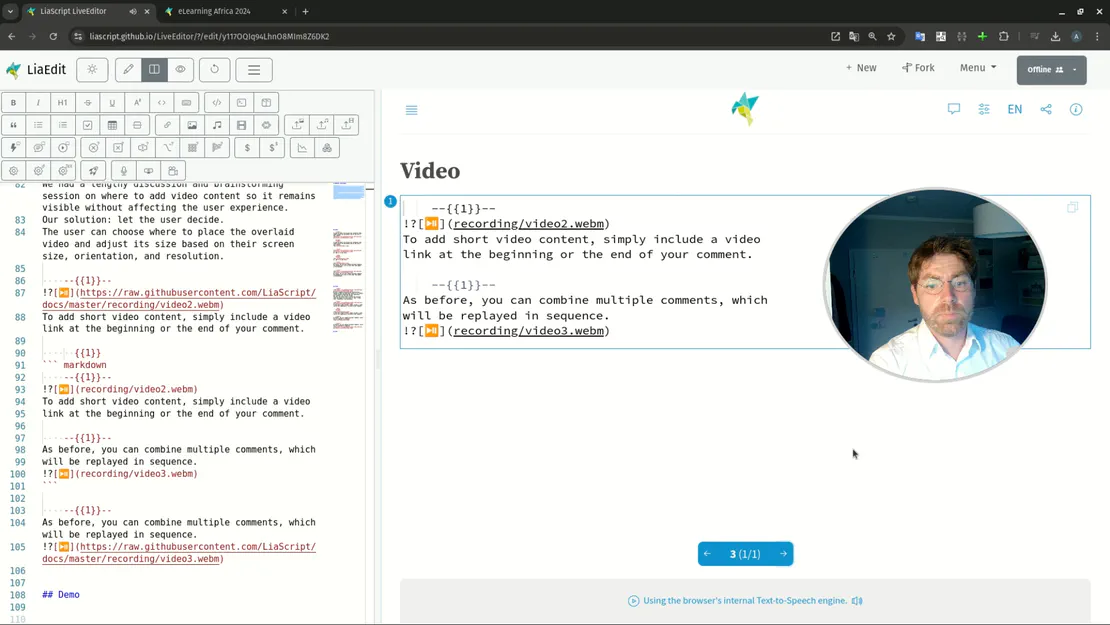 LiaScript LiveEditor
eLearning Africa 2024
liascript.github.io/LiveEditor/?/edit/y117OQIq94LhnO8MIm8Z6DK2
LiaEdit
+ New
Fork
Menu
Offline
B I H1 S U A
EN
Video
82 We had a lengthy discussion and brainstorming
session on where to add video content so it remains
visible without affecting the user experience.
83 Our solution: let the user decide.
84 The user can choose where to place the overlaid
video and adjust its size based on their screen
size, orientation, and resolution.
85
86 --{{1}}--
87 !?[⏯️](https://raw.githubusercontent.com/LiaScript/
docs/master/recording/video2.webm)
88 To add short video content, simply include a video
link at the beginning or the end of your comment.
89
90 {{1}}
91 ``` markdown
92 --{{1}}--
93 !?[⏯️](recording/video2.webm)
94 To add short video content, simply include a video
95 link at the beginning or the end of your comment.
96
97 --{{1}}--
98 As before, you can combine multiple comments, which
99 will be replayed in sequence.
100 !?[⏯️](recording/video3.webm)
101 ```
102
103 --{{1}}--
104 As before, you can combine multiple comments, which
will be replayed in sequence.
105 !?[⏯️](https://raw.githubusercontent.com/LiaScript/
docs/master/recording/video3.webm)
106
107
108 ## Demo
109
110
1
--{{1}}--
!?[⏯️](recording/video2.webm)
To add short video content, simply include a video
link at the beginning or the end of your comment.
--{{1}}--
As before, you can combine multiple comments, which
will be replayed in sequence.
!?[⏯️](recording/video3.webm)
← 3 (1/1) →
Using the browser's internal Text-to-Speech engine.